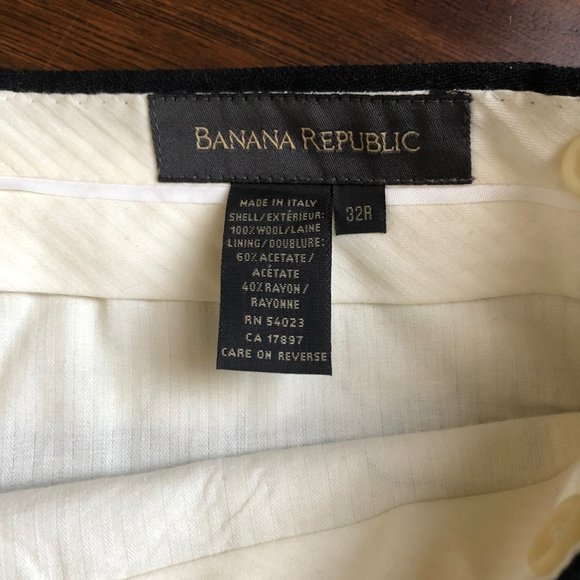 BANANA REPUBLIC
MADE IN ITALY
SHELL/EXTÉRIEUR:
100% WOOL/LAINE
LINING/DOUBLURE:
60% ACETATE/
ACÉTATE
40% RAYON/
RAYONNE
RN 54023
CA 17897
CARE ON REVERSE
32R